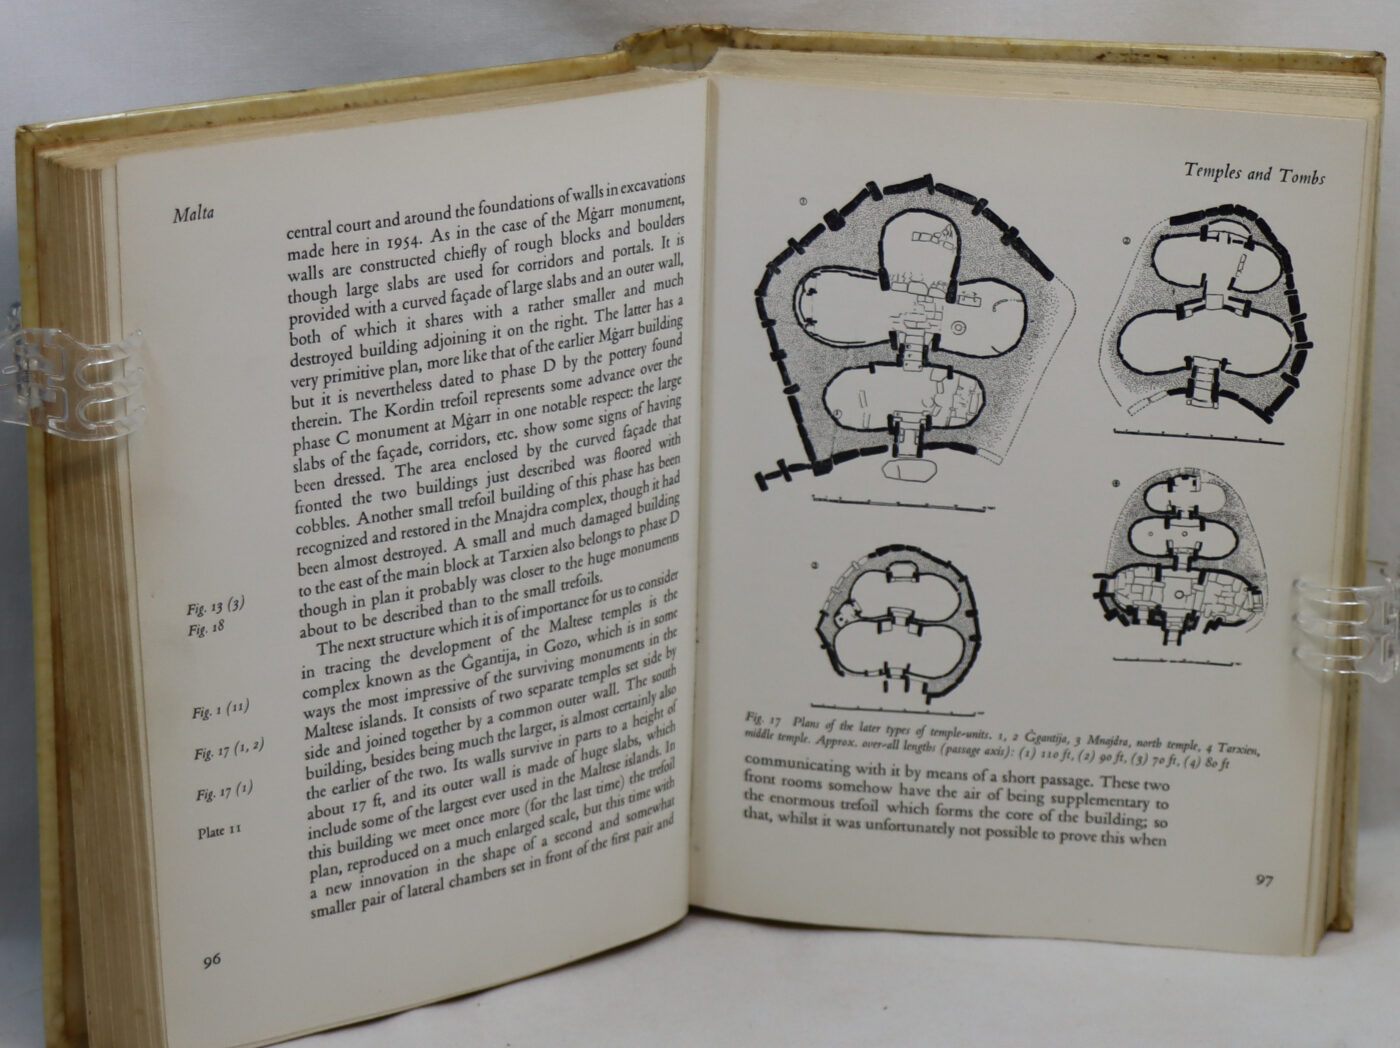 Malta
central court and around the foundations of walls in excavations
made here in 1954. As in the case of the Mġarr monument,
walls are constructed chiefly of rough blocks and boulders
though large slabs are used for corridors and portals. It is
provided with a curved façade of large slabs and an outer wall,
both of which it shares with a rather smaller and much
destroyed building adjoining it on the right. The latter has a
very primitive plan, more like that of the earlier Mġarr building
but it is nevertheless dated to phase D by the pottery found
therein. The Kordin trefoil represents some advance over the
phase C monument at Mġarr in one notable respect: the large
slabs of the façade, corridors, etc. show some signs of having
been dressed. The area enclosed by the curved façade that
fronted the two buildings just described was floored with
cobbles. Another small trefoil building of this phase has been
recognized and restored in the Mnajdra complex, though it had
been almost destroyed. A small and much damaged building
to the east of the main block at Tarxien also belongs to phase D
though in plan it probably was closer to the huge monuments
about to be described than to the small trefoils.
Fig. 13 (3)
Fig. 18
The next structure which it is of importance for us to consider
in tracing the development of the Maltese temples is the
complex known as the Ġgantija, in Gozo, which is in some
ways the most impressive of the surviving monuments in the
Maltese islands. It consists of two separate temples set side by
side and joined together by a common outer wall. The south
building, besides being much the larger, is almost certainly also
the earlier of the two. Its walls survive in parts to a height of
about 17 ft, and its outer wall is made of huge slabs, which
include some of the largest ever used in the Maltese islands. In
this building we meet once more (for the last time) the trefoil
plan, reproduced on a much enlarged scale, but this time with
a new innovation in the shape of a second and somewhat
smaller pair of lateral chambers set in front of the first pair and
Fig. 1 (11)
Fig. 17 (1, 2)
Fig. 17 (1)
Plate 11
96
Temples and Tombs
Fig. 17 Plans of the later types of temple-units. 1, 2 Ġgantija, 3 Mnajdra, north temple, 4 Tarxien,
middle temple. Approx. over-all lengths (passage axis): (1) 110 ft, (2) 90 ft, (3) 70 ft, (4) 80 ft
communicating with it by means of a short passage. These two
front rooms somehow have the air of being supplementary to
the enormous trefoil which forms the core of the building; so
that, whilst it was unfortunately not possible to prove this when
97